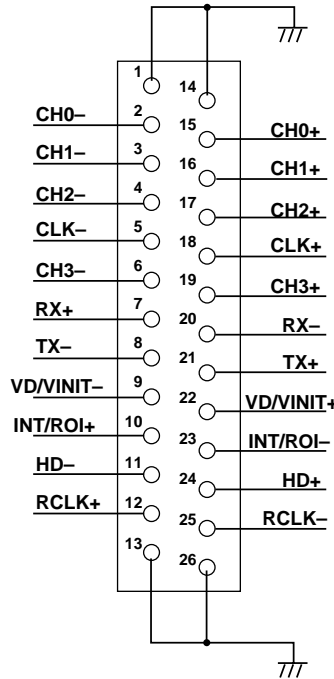 1
14
CH0– 2
15 CH0+
CH1– 3
16 CH1+
CH2– 4
17 CH2+
CLK– 5
18 CLK+
CH3– 6
19 CH3+
RX+ 7
20 RX–
TX– 8
21 TX+
VD/VINIT– 9
22 VD/VINIT+
INT/ROI+ 10
23 INT/ROI–
HD– 11
24 HD+
RCLK+ 12
25 RCLK–
13
26